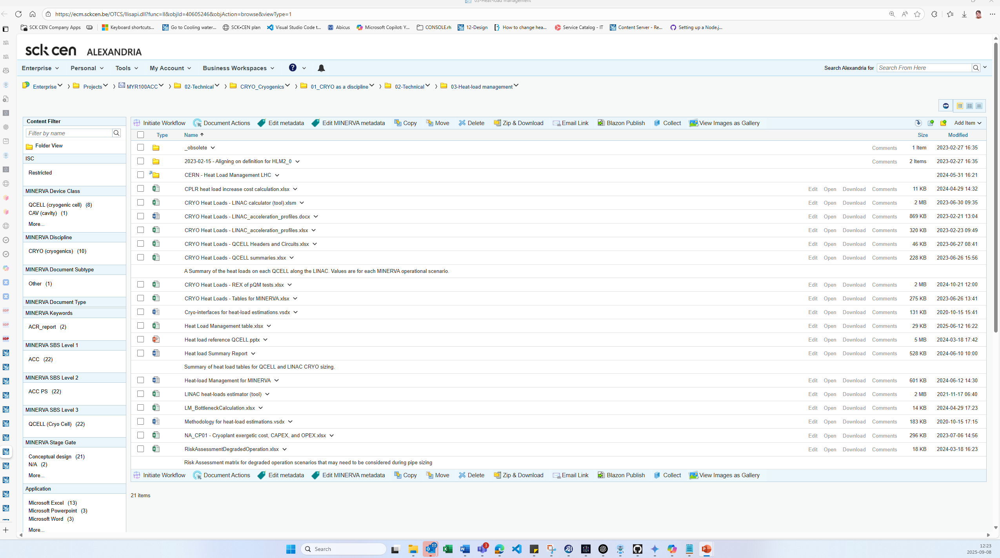 03-Heat-load management
https://ecm.sckcen.be/OTCS/llisapi.dll?func=ll&objId=40605246&objAction=browse&viewType=1
SCK CEN Company Apps
Keyboard shortcuts...
Go to Cooling water...
SCK•CEN plan
Visual Studio Code t...
Abicus
Microsoft Copilot: Y...
CONSOLE.rh
12-Design
How to change hea...
Service Catalog - IT
Content Server - Re...
Setting up a Node.j...
sck cen ALEXANDRIA
Enterprise Personal Tools My Account Business Workspaces ? Search Alexandria for Search From Here
Enterprise > Projects > MYR100ACC > 02-Technical > CRYO_Cryogenics > 01_CRYO as a discipline > 02-Technical > 03-Heat-load management
Content Filter
Filter by name
Folder View
ISC
Restricted
MINERVA Device Class
QCELL (cryogenic cell) (8)
CAV (cavity) (1)
More...
MINERVA Discipline
CRYO (cryogenics) (10)
MINERVA Document Subtype
Other (1)
MINERVA Document Type
MINERVA Keywords
ACR_report (2)
MINERVA SBS Level 1
ACC (22)
MINERVA SBS Level 2
ACC PS (22)
MINERVA SBS Level 3
QCELL (Cryo Cell) (22)
MINERVA Stage Gate
Conceptual design (21)
N/A (2)
More...
Application
Microsoft Excel (13)
Microsoft Powerpoint (3)
Microsoft Word (3)
More...
Initiate Workflow Document Actions Edit metadata Edit MINERVA metadata Copy Move Delete Zip & Download Email Link Blazon Publish Collect View Images as Gallery Add Item
Type Name Size Modified
_obsolete Comments 1 Item 2023-02-27 16:35
2023-02-15 - Aligning on definition for HLM2_0 Comments 2 Items 2023-02-27 16:35
CERN - Heat Load Management LHC 2024-05-31 16:21
CPLR heat load increase cost calculation.xlsx Edit Open Download Comments 11 KB 2024-04-29 14:32
CRYO Heat Loads - LINAC calculator (tool).xlsm Edit Open Download Comments 2 MB 2023-06-30 09:35
CRYO Heat Loads - LINAC_acceleration_profiles.docx Edit Open Download Comments 869 KB 2023-02-21 13:04
CRYO Heat Loads - LINAC_acceleration_profiles.xlsx Edit Open Download Comments 320 KB 2023-02-23 09:49
CRYO Heat Loads - QCELL Headers and Circuits.xlsx Edit Open Download Comments 46 KB 2023-06-27 08:41
CRYO Heat Loads - QCELL summaries.xlsx Edit Open Download Comments 228 KB 2023-06-26 15:56
A Summary of the heat loads on each QCELL along the LINAC. Values are for each MINERVA operational scenario.
CRYO Heat Loads - REX of pQM tests.xlsx Edit Open Download Comments 2 MB 2024-10-21 12:00
CRYO Heat Loads - Tables for MINERVA.xlsx Edit Open Download Comments 275 KB 2023-06-26 13:41
Cryo-interfaces for heat-load estimations.vsdx Edit Open Download Comments 131 KB 2020-10-15 15:41
Heat Load Management table.xlsx Edit Open Download Comments 29 KB 2025-06-12 16:22
Heat load reference QCELL.pptx Edit Open Download Comments 5 MB 2024-03-18 17:42
Heat load Summary Report Edit Open Download Comments 528 KB 2024-06-10 10:00
Summary of heat load tables for QCELL and LINAC CRYO sizing.
Heat-load Management for MINERVA Edit Open Download Comments 601 KB 2024-06-12 14:30
LINAC heat-loads estimator (tool) Edit Open Download Comments 2 MB 2021-11-17 06:40
LM_BottleneckCalculation.xlsx Edit Open Download Comments 14 KB 2024-04-29 17:23
Methodology for heat-load estimations.vsdx Edit Open Download Comments 183 KB 2020-10-15 17:15
NA_CP01 - Cryoplant exergetic cost, CAPEX, and OPEX.xlsx Edit Open Download Comments 296 KB 2023-07-06 14:56
RiskAssessmentDegradedOperation.xlsx Edit Open Download Comments 18 KB 2024-03-18 16:23
Risk Assessment matrix for degraded operation scenarios that may need to be considered during pipe sizing
Initiate Workflow Document Actions Edit metadata Edit MINERVA metadata Copy Move Delete Zip & Download Email Link Blazon Publish Collect View Images as Gallery
21 items
sck cen
sck cen
IOP
IOP
IOP
Search
3
12:23
2025-09-08